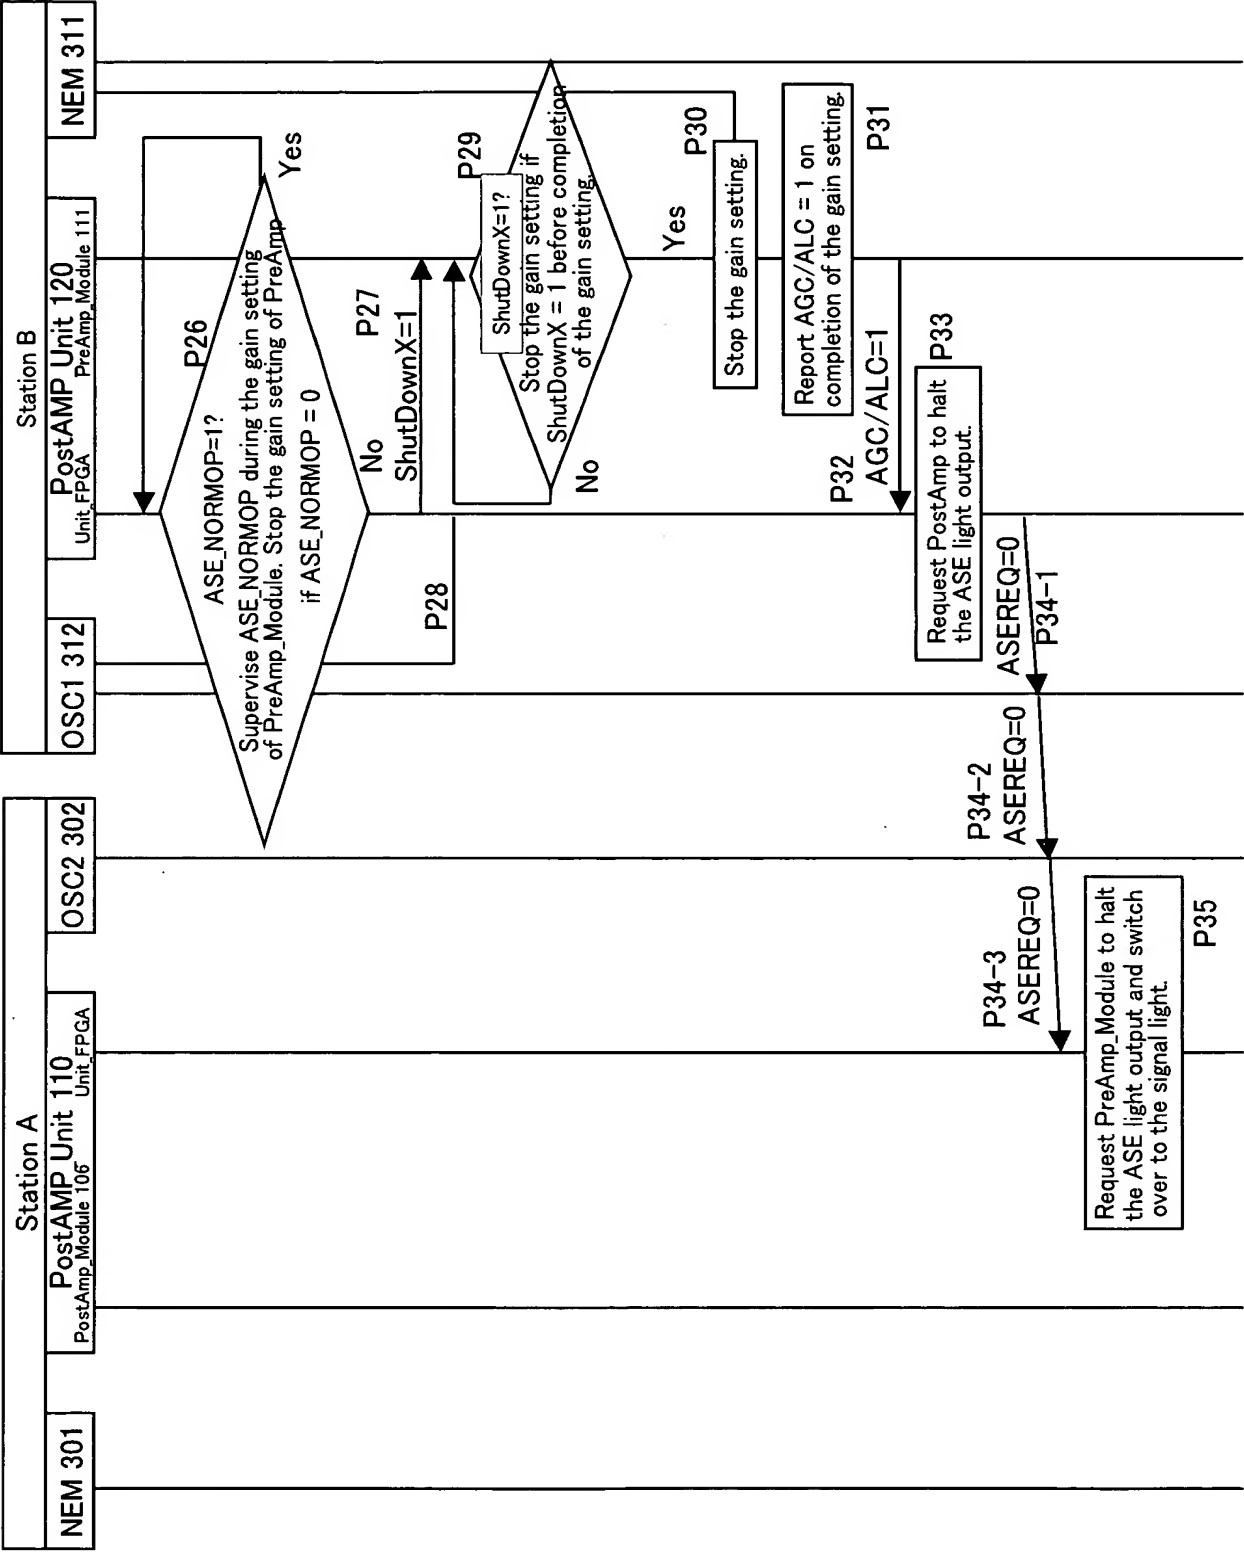 Station A
NEM 301
PostAMP Unit 110
PostAmp_Module 106
Unit_FPGA
OSC2 302
Station B
OSC1 312
PostAMP Unit 120
Unit_FPGA
PreAmp_Module 111
NEM 311
P26
ASE_NORMOP=1?
Supervise ASE_NORMOP during the gain setting
of PreAmp_Module. Stop the gain setting of PreAmp
if ASE_NORMOP = 0
Yes
No
P27
ShutDownX=1
P28
P29
ShutDownX=1?
Stop the gain setting if
ShutDownX = 1 before completion
of the gain setting.
No
Yes
P30
Stop the gain setting.
Report AGC/ALC = 1 on
completion of the gain setting.
P31
P32
AGC/ALC=1
P33
Request PostAmp to halt
the ASE light output.
ASEREQ=0
P34-1
P34-2
ASEREQ=0
P34-3
ASEREQ=0
Request PreAmp_Module to halt
the ASE light output and switch
over to the signal light.
P35